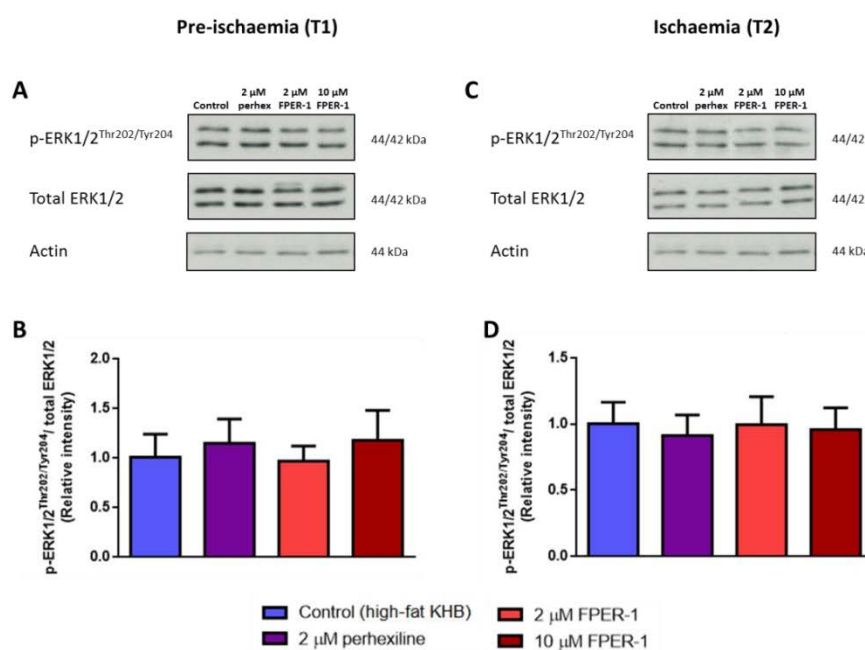 Pre-ischaemia (T1)
Ischaemia (T2)
A
Control
2 µM perhex
2 µM FPER-1
10 µM FPER-1
p-ERK1/2Thr202/Tyr204
44/42 kDa
Total ERK1/2
44/42 kDa
Actin
44 kDa
C
Control
2 µM perhex
2 µM FPER-1
10 µM FPER-1
p-ERK1/2Thr202/Tyr204
44/42
Total ERK1/2
44/42
Actin
44 kDa
B
p-ERK1/2Thr202/Tyr204/ total ERK1/2
(Relative intensity)
2.0
1.5
1.0
0.5
0.0
D
p-ERK1/2Thr202/Tyr204/ total ERK1/2
(Relative intensity)
1.5
1.0
0.5
0.0
Control (high-fat KHB)
2 µM perhexiline
2 µM FPER-1
10 µM FPER-1